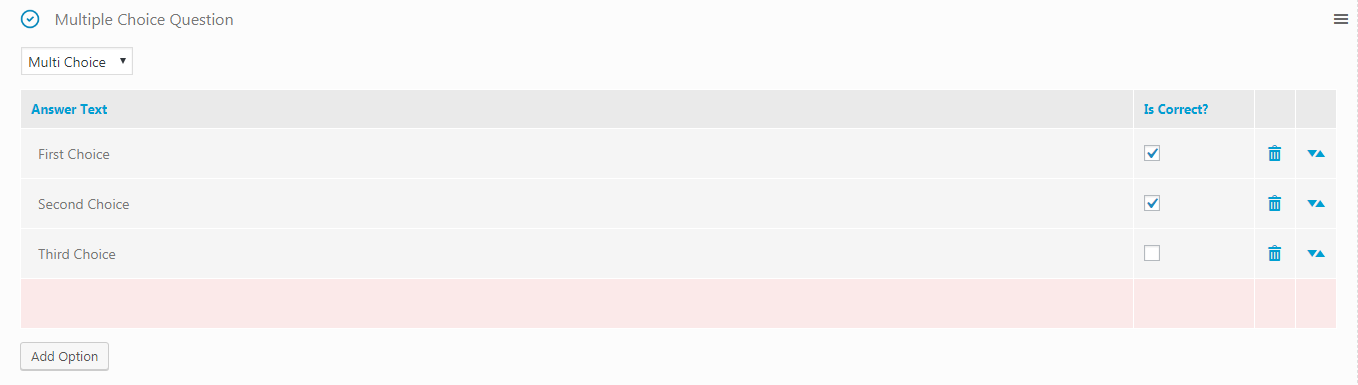 Multiple Choice Question
Multi Choice
Answer Text Is Correct?
First Choice
Second Choice
Third Choice
Add Option